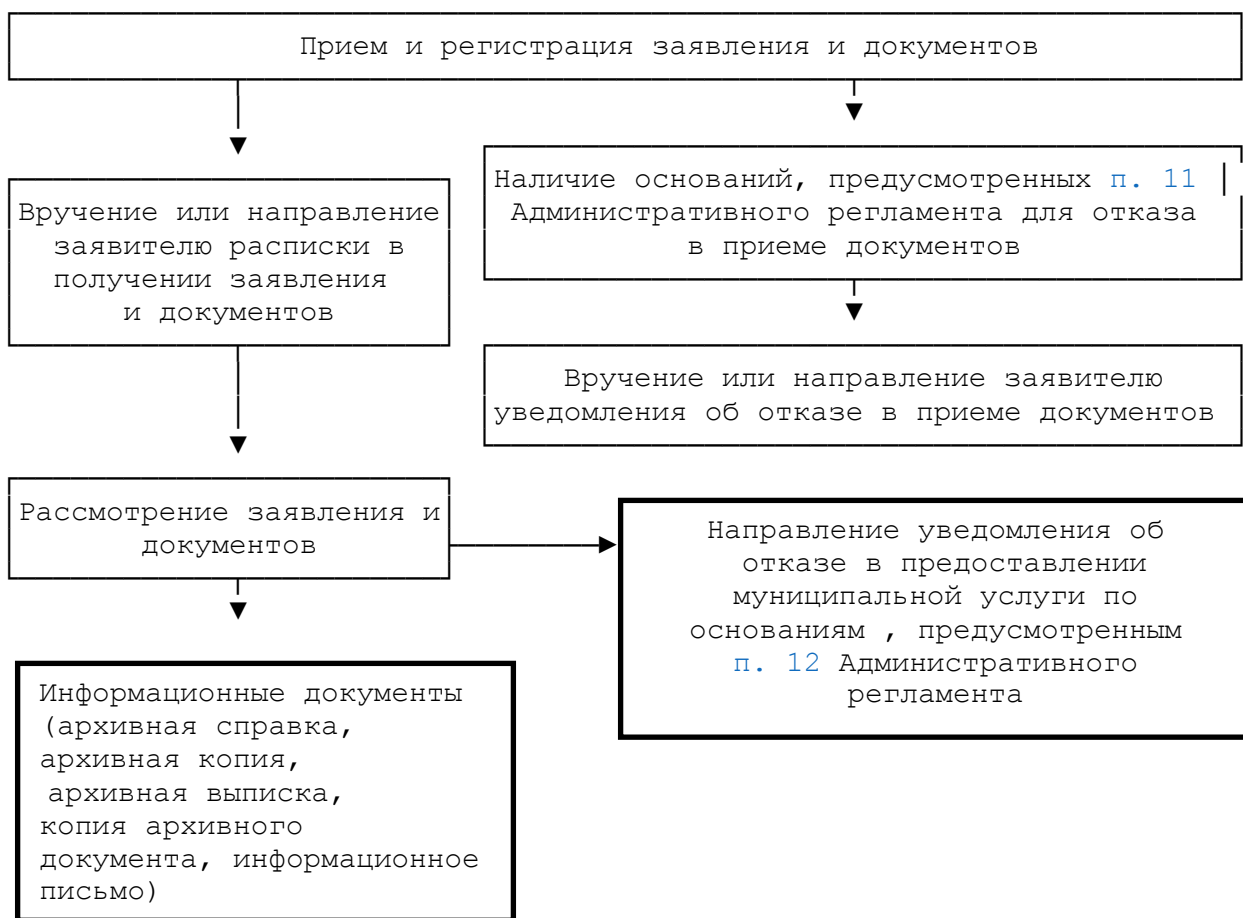 Прием и регистрация заявления и документов
Вручение или направление
заявителю расписки в
получении заявления
и документов
Наличие оснований, предусмотренных п. 11
Административного регламента для отказа
в приеме документов
Вручение или направление заявителю
уведомления об отказе в приеме документов
Рассмотрение заявления и
документов
Направление уведомления об
отказе в предоставлении
муниципальной услуги по
основаниям , предусмотренным
п. 12 Административного
регламента
Информационные документы
(архивная справка,
архивная копия,
архивная выписка,
копия архивного
документа, информационное
письмо)